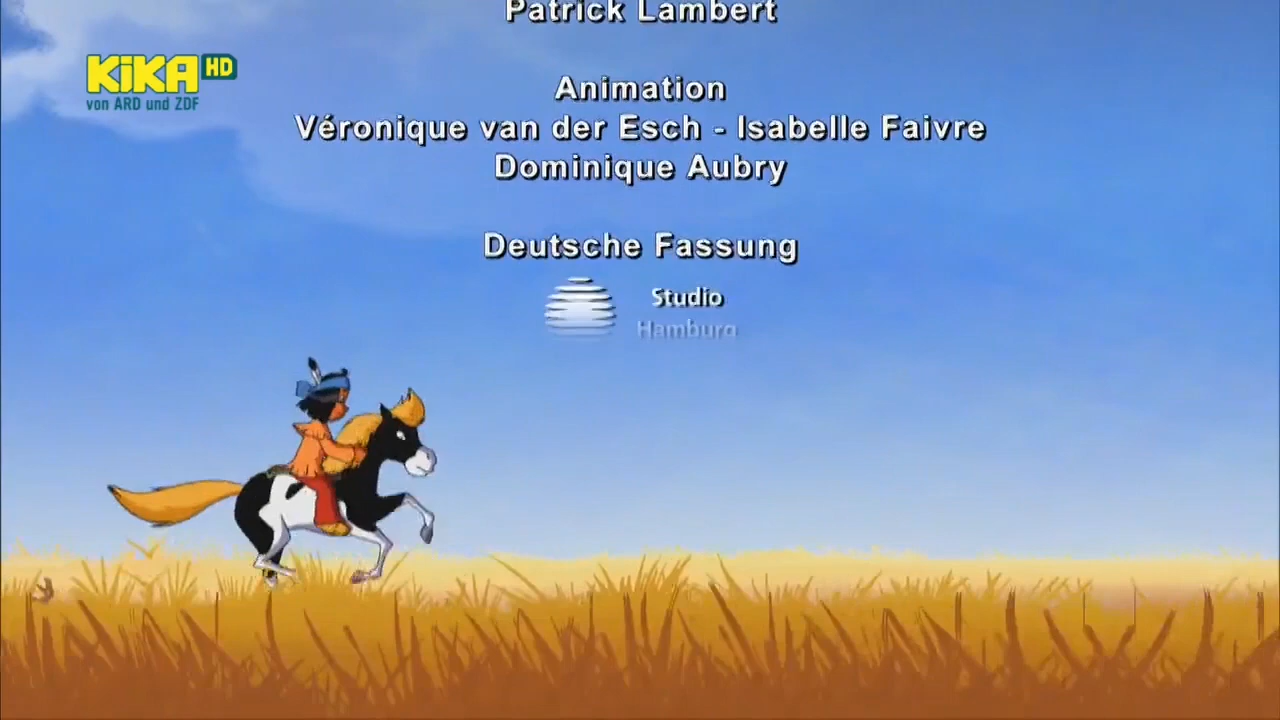 Patrick Lambert
KiKA HD
von ARD und ZDF
Animation
Véronique van der Esch - Isabelle Faivre
Dominique Aubry
Deutsche Fassung
Studio
Hamburg